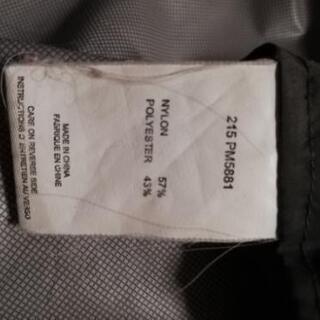 215 PM5881
NYLON 57%
POLYESTER 43%
MADE IN CHINA
FABRIQUE EN CHINE
CARE ON REVERSE SIDE
INSTRUCTIONS D'ENTRETIEN AU VERSO